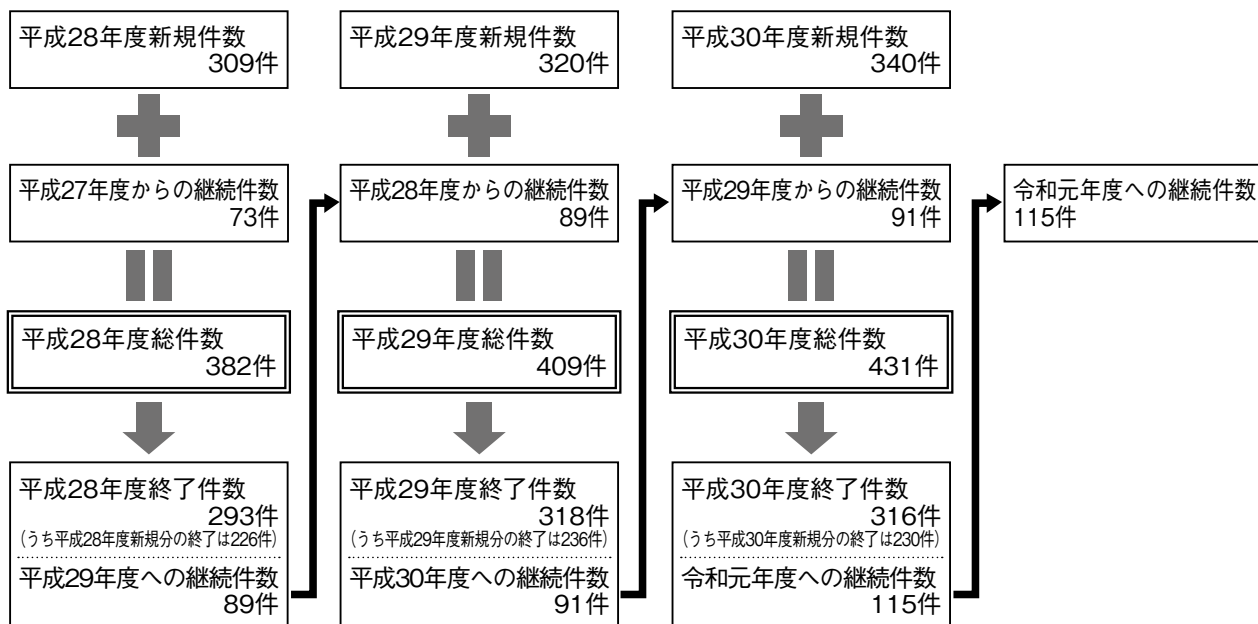 平成28年度新規件数
309件
平成29年度新規件数
320件
平成30年度新規件数
340件
平成27年度からの継続件数
73件
平成28年度からの継続件数
89件
平成29年度からの継続件数
91件
令和元年度への継続件数
115件
平成28年度総件数
382件
平成29年度総件数
409件
平成30年度総件数
431件
平成28年度終了件数
293件
(うち平成28年度新規分の終了は226件)
平成29年度への継続件数
89件
平成29年度終了件数
318件
(うち平成29年度新規分の終了は236件)
平成30年度への継続件数
91件
平成30年度終了件数
316件
(うち平成30年度新規分の終了は230件)
令和元年度への継続件数
115件